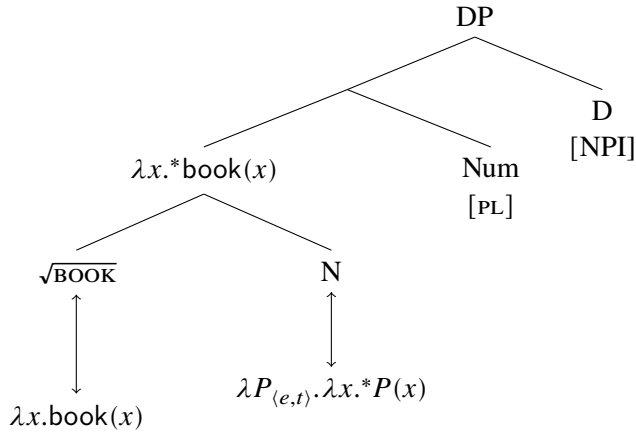 DP
D
[NPI]
λx.*book(x)
Num
[PL]
√BOOK
N
λP⟨e,t⟩.λx.*P(x)
λx.book(x)